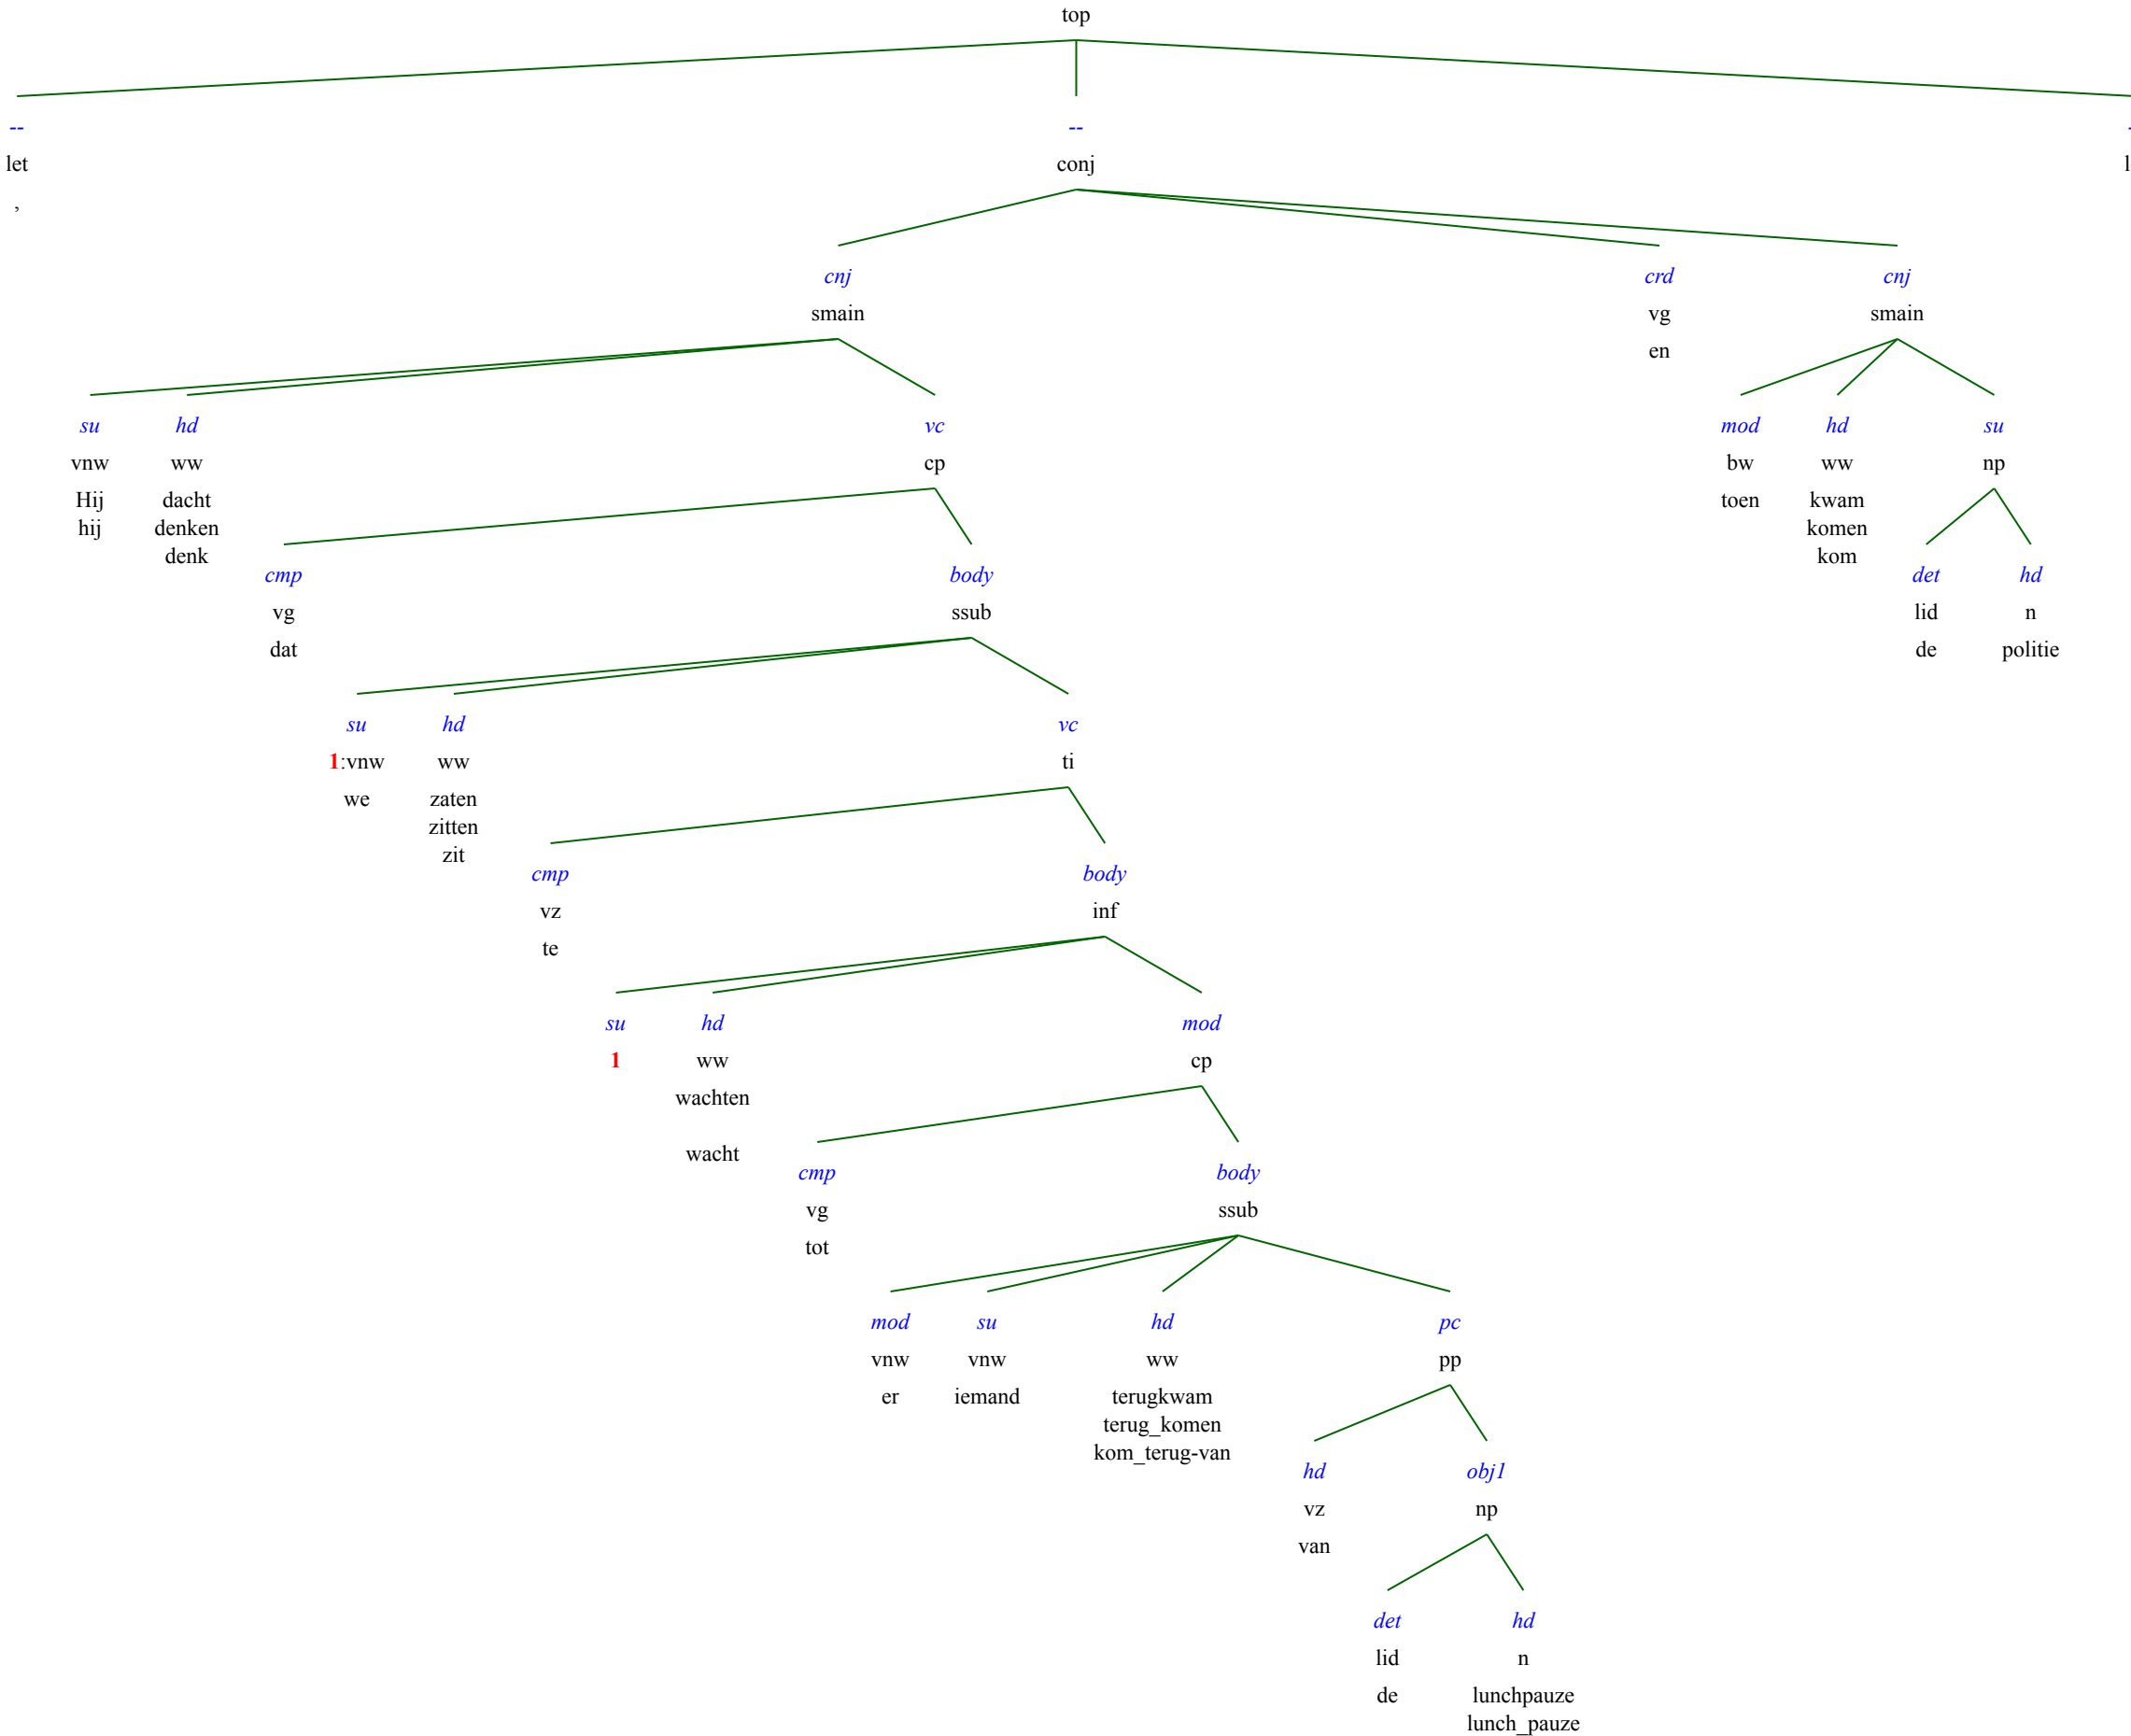 top
-- -- -
let conj l
,
cnj crd cnj
smain vg smain
en
su hd vc mod hd su
vnw ww cp bw ww np
Hij dacht toen kwam
hij denken komen
denk kom
cmp body det hd
vg ssub lid n
dat de politie
su hd vc
1:vnw ww ti
we zaten
zitten
zit
cmp body
vz inf
te
su hd mod
1 ww cp
wachten
wacht
cmp body
vg ssub
tot
mod su hd pc
vnw vnw ww pp
er iemand terugkwam
terug_komen
kom_terug-van
hd obj1
vz np
van
det hd
lid n
de lunchpauze
lunch_pauze